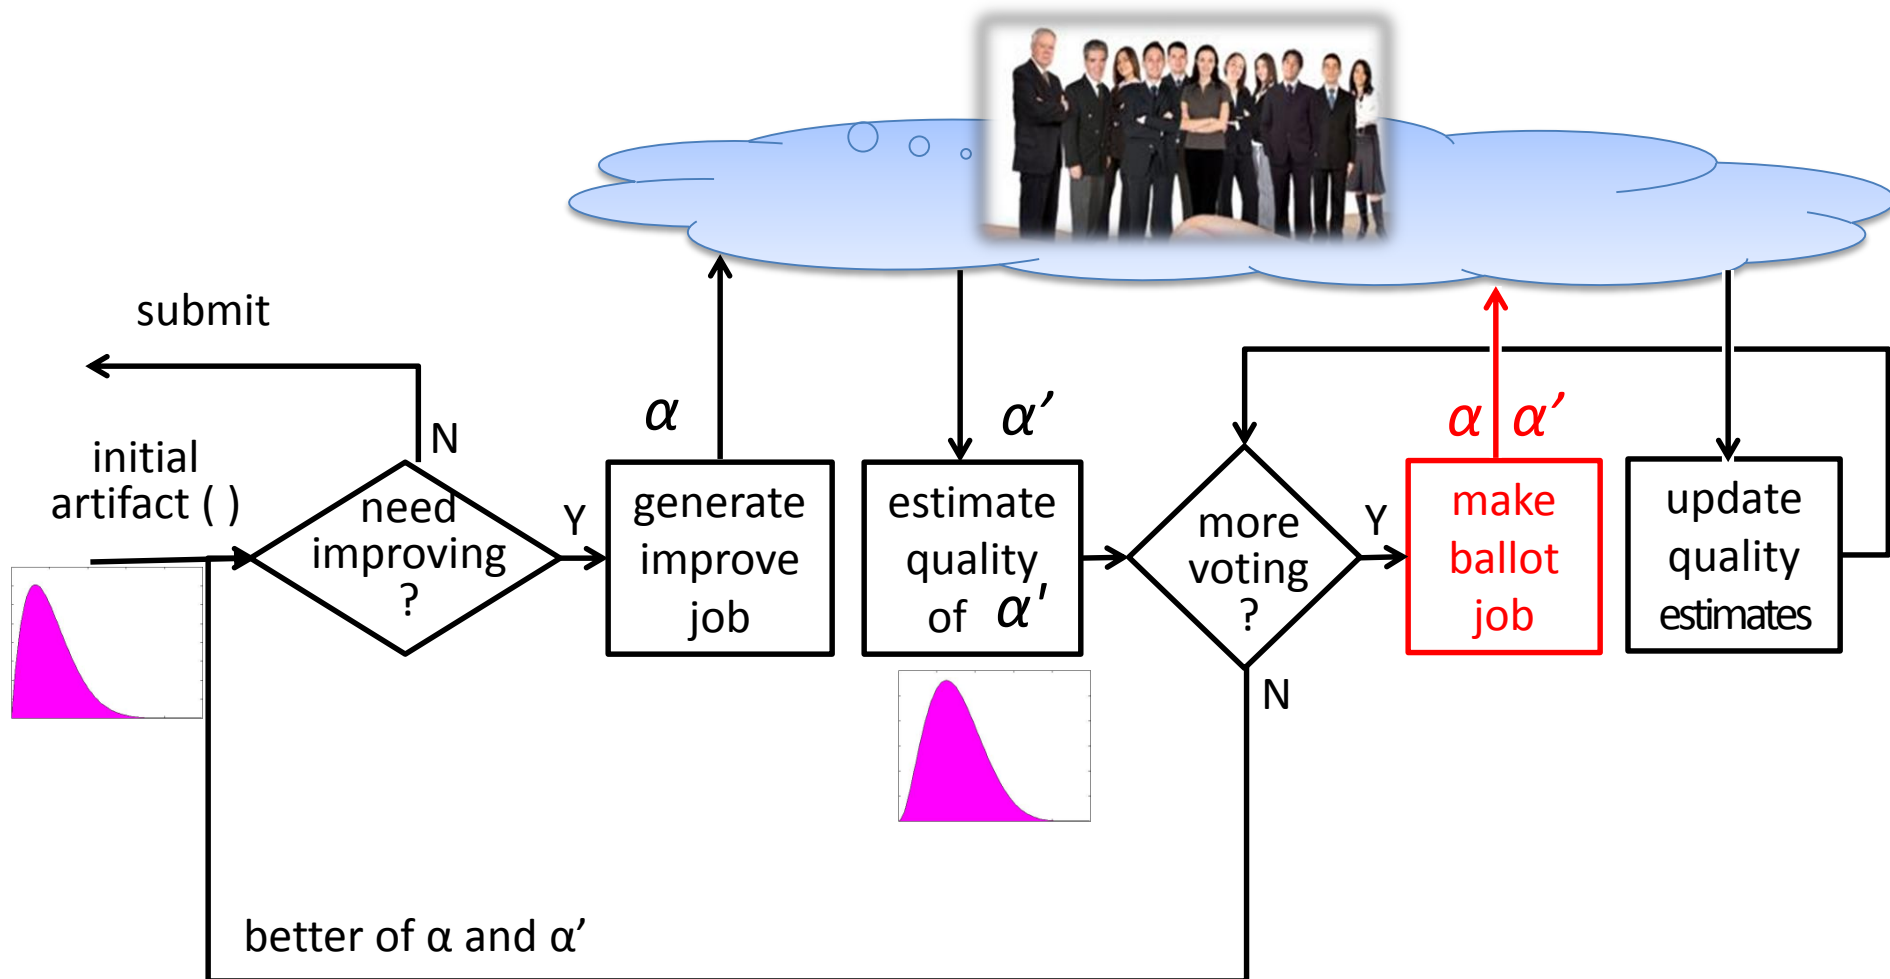 submit
α
α′
α
α′
N
initial
artifact ( )
need
improving
?
Y
generate
improve
job
estimate
quality
of α'
more
voting
?
Y
make
ballot
job
update
quality
estimates
N
better of α and α’